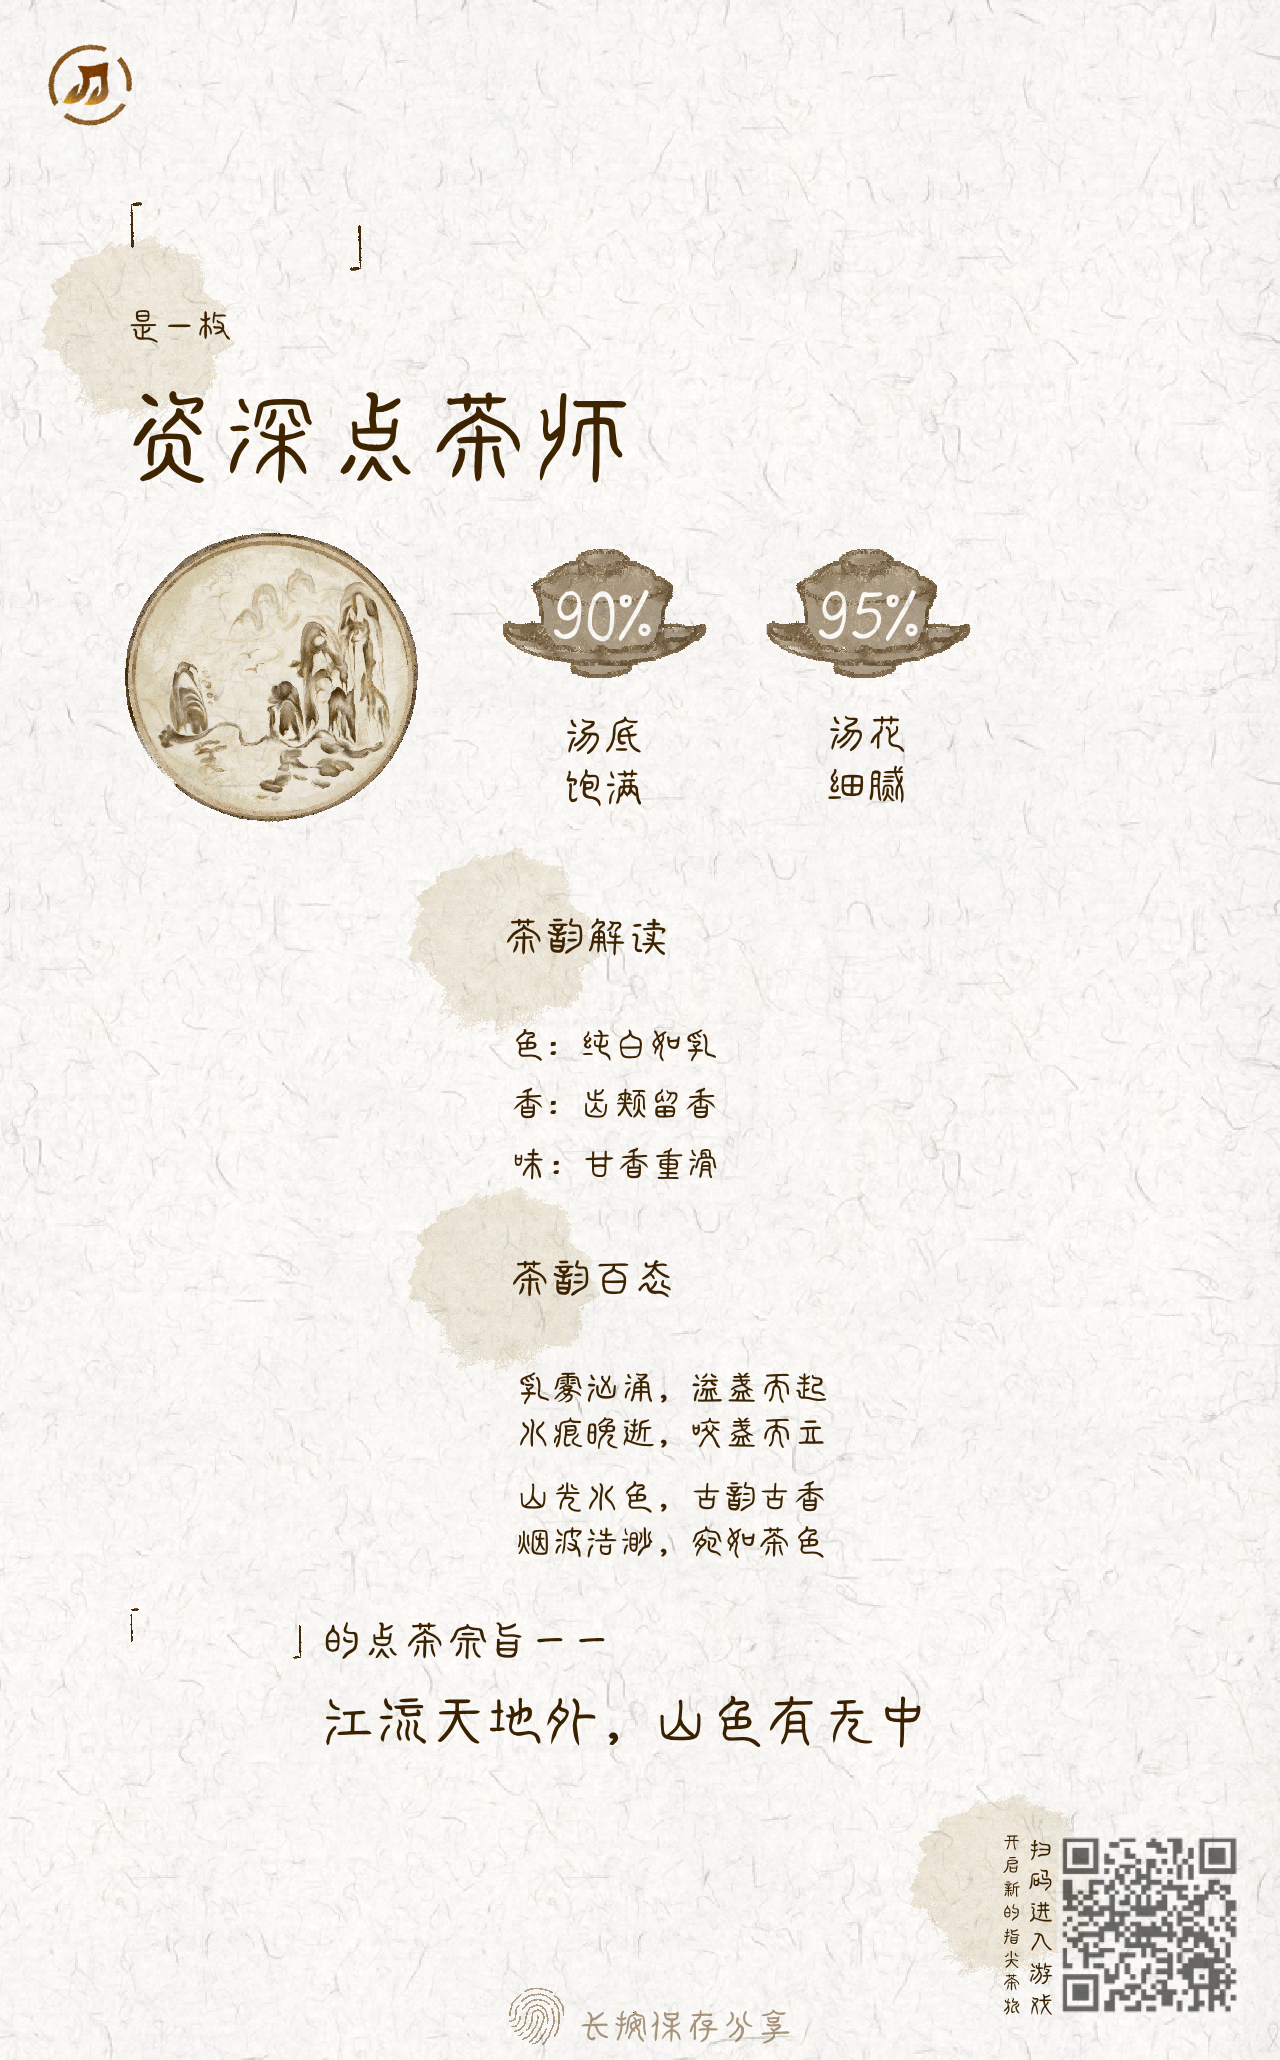 「 」
是一枚
资深点茶师
90%
95%
汤底
饱满
汤花
细腻
茶韵解读
色：纯白如乳
香：齿颊留香
味：甘香重滑
茶韵百态
乳雾汹涌，溢盏而起
水痕晚逝，咬盏而立
山光水色，古韵古香
烟波浩渺，宛如茶色
「 」的点茶宗旨一一
江流天地外，山色有无中
扫码进入游戏
开启新的指尖茶旅
长按保存分享